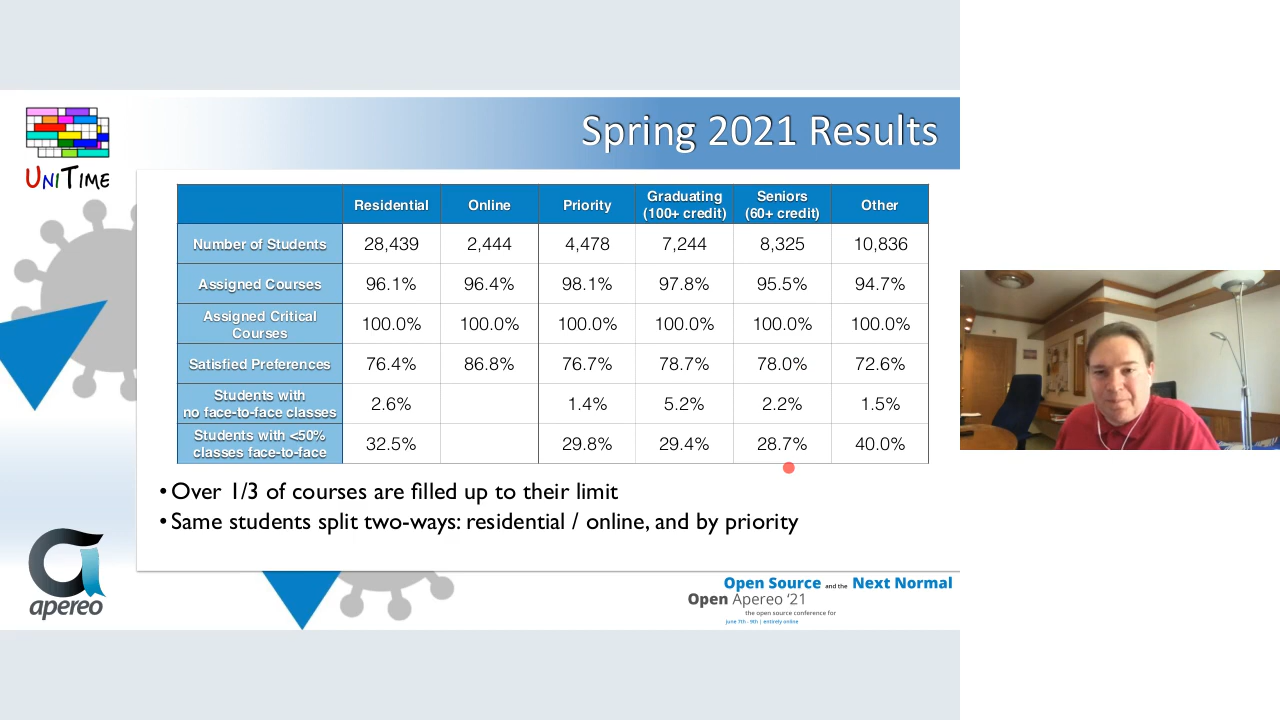 UNITIME
Spring 2021 Results
Residential Online Priority Graduating (100+ credit) Seniors (60+ credit) Other
Number of Students 28,439 2,444 4,478 7,244 8,325 10,836
Assigned Courses 96.1% 96.4% 98.1% 97.8% 95.5% 94.7%
Assigned Critical Courses 100.0% 100.0% 100.0% 100.0% 100.0% 100.0%
Satisfied Preferences 76.4% 86.8% 76.7% 78.7% 78.0% 72.6%
Students with no face-to-face classes 2.6% 1.4% 5.2% 2.2% 1.5%
Students with <50% classes face-to-face 32.5% 29.8% 29.4% 28.7% 40.0%
• Over 1/3 of courses are filled up to their limit
• Same students split two-ways: residential / online, and by priority
apereo
Open Source and the Next Normal
Open Apereo '21
the open source conference for
June 7th - 9th | entirely online